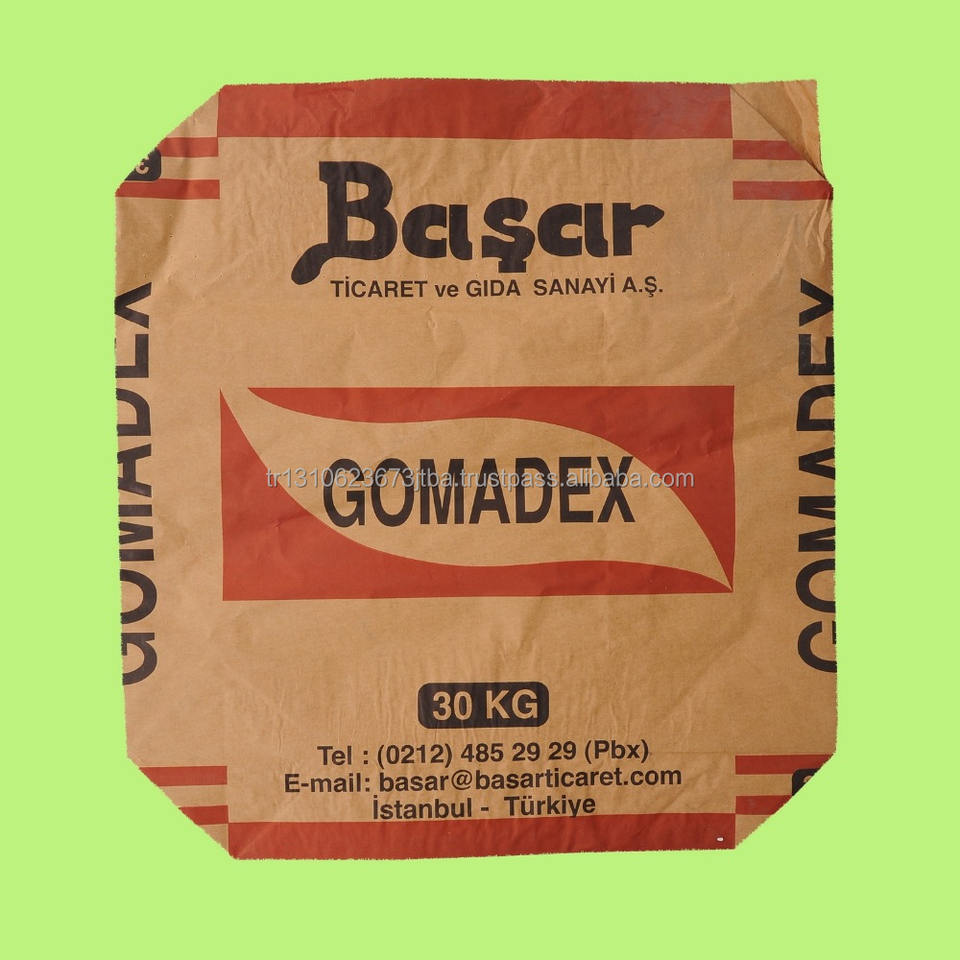 Başar
TİCARET ve GIDA SANAYİ A.Ş.
GOMADEX
GOMADEX
GOMADEX
tr1310623673jtba.trustpass.alibaba.com
30 KG
Tel : (0212) 485 29 29 (Pbx)
E-mail: basar@basarticaret.com
İstanbul - Türkiye